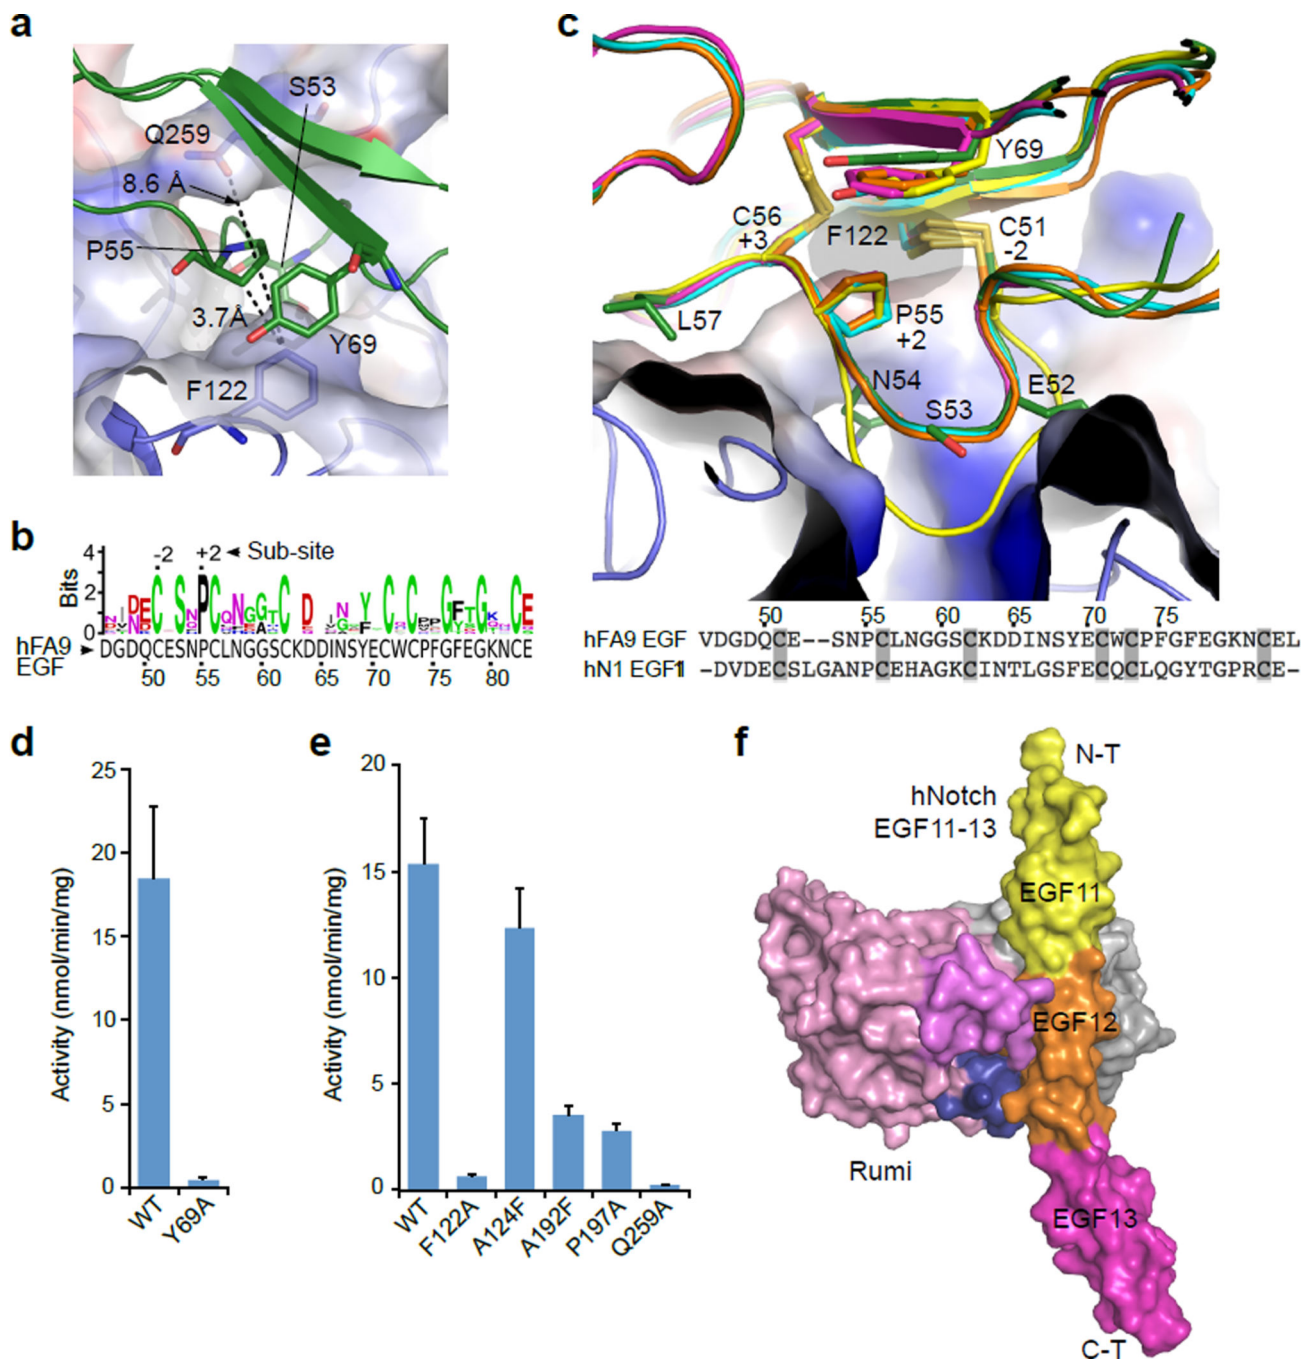 a
S53
Q259
8.6 Å
P55
3.7Å
Y69
F122
b
4
2
0
Bits
-2 +2 Sub-site
hFA9
EGF
DGDQCESNPCLNGGSCKDDINSYECWCPFGFEGKNCE
50 55 60 65 70 75 80
c
Y69
C56
+3
F122
C51
-2
L57
P55
+2
N54
S53
E52
50 55 60 65 70 75
hFA9 EGF VDGDQCE--SNPCLNGGSCKDDINSYECWCPFGFEGKNCEL
hN1 EGF11 -DVDECSLGANPCEHAGKCINTLGSFECQCLQGYTGPRCE-
d
25
20
15
10
5
0
Activity (nmol/min/mg)
WT
Y69A
e
20
15
10
5
0
Activity (nmol/min/mg)
WT
F122A
A124F
A192F
P197A
Q259A
f
N-T
hNotch
EGF11-13
EGF11
EGF12
Rumi
EGF13
C-T